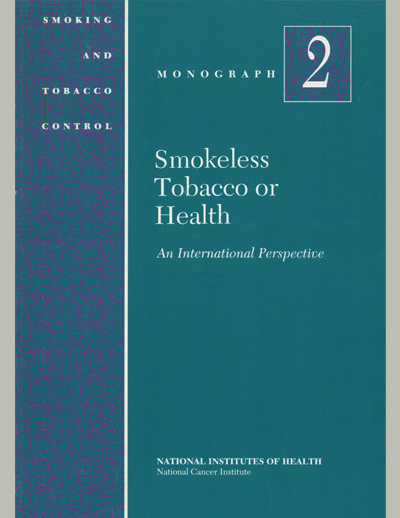 SMOKING
AND
TOBACCO
CONTROL
MONOGRAPH
2
Smokeless
Tobacco or
Health
An International Perspective
NATIONAL INSTITUTES OF HEALTH
National Cancer Institute